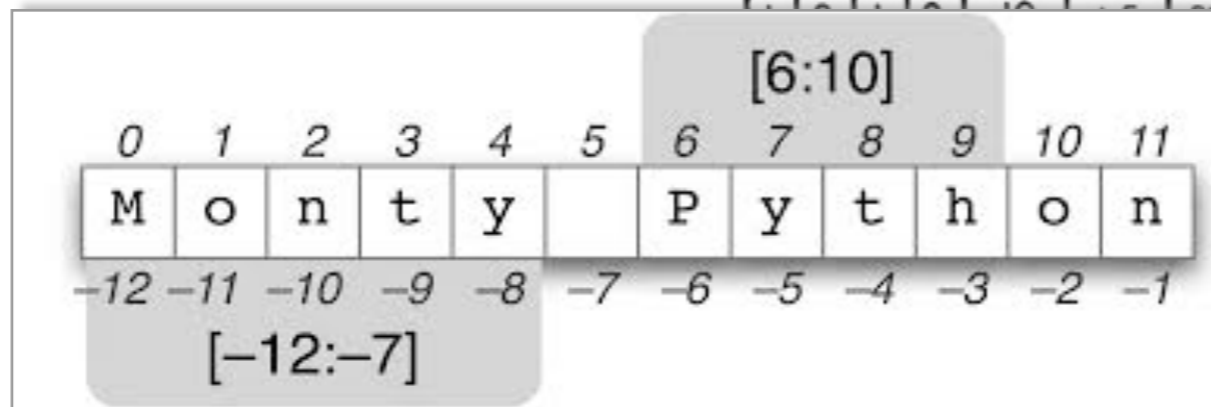 [6:10]
0 1 2 3 4 5 6 7 8 9 10 11
M o n t y P y t h o n
–12 –11 –10 –9 –8 –7 –6 –5 –4 –3 –2 –1
[–12:–7]